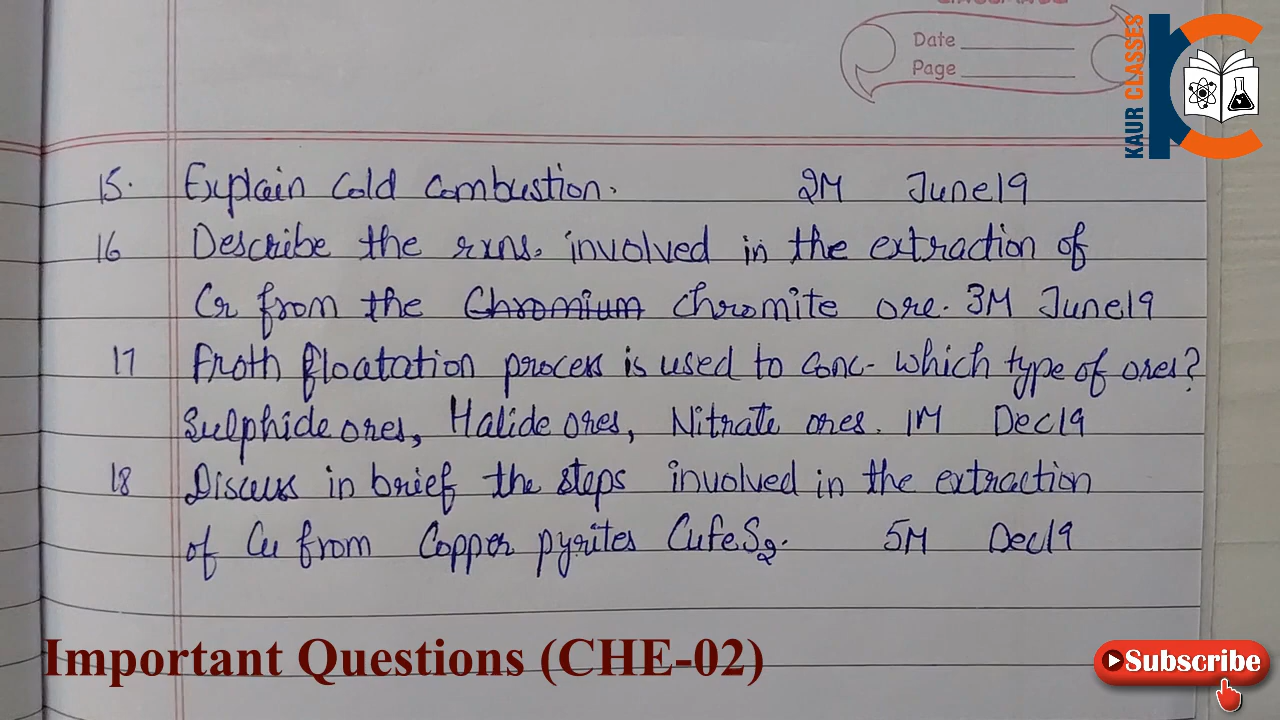 Date
Page
KAUR CLASSES
15. Explain Cold Combustion. 2M June19
16 Describe the rxns. involved in the extraction of
Cr from the Chromium chromite ore. 3M June19
17 Froth floatation process is used to conc- which type of ores?
Sulphide ores, Halide ores, Nitrate ores. 1M Dec19
18 Discuss in brief the steps involved in the extraction
of Cu from Copper pyrites CuFeS2. 5M Dec19
Important Questions (CHE-02)
Subscribe